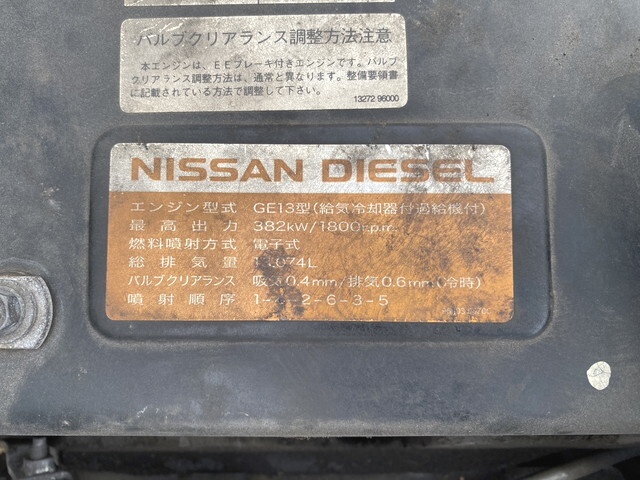 バルブクリアランス調整方法注意
本エンジンは、EEブレーキ付きエンジンです。バルブ
クリアランス調整方法は、通常と異なります。整備要領書
に記載されている方法で調整して下さい。
13272 96000
NISSAN DIESEL
エンジン型式 GE13型(給気冷却器付過給機付)
最高出力 382kW/1800r.p.m.
燃料噴射方式 電子式
総排気量
バルブクリアランス 吸気0.4mm/排気0.6mm(冷時)
噴射順序 1-4-2-6-3-5